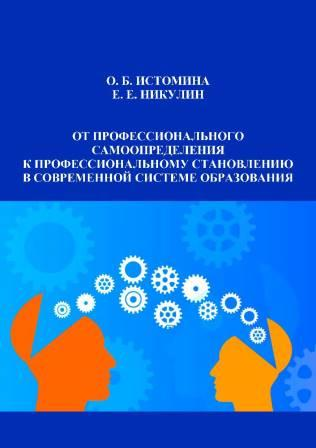 О. Б. ИСТОМИНА
Е. Е. НИКУЛИН
ОТ ПРОФЕССИОНАЛЬНОГО
САМООПРЕДЕЛЕНИЯ
К ПРОФЕССИОНАЛЬНОМУ СТАНОВЛЕНИЮ
В СОВРЕМЕННОЙ СИСТЕМЕ ОБРАЗОВАНИЯ